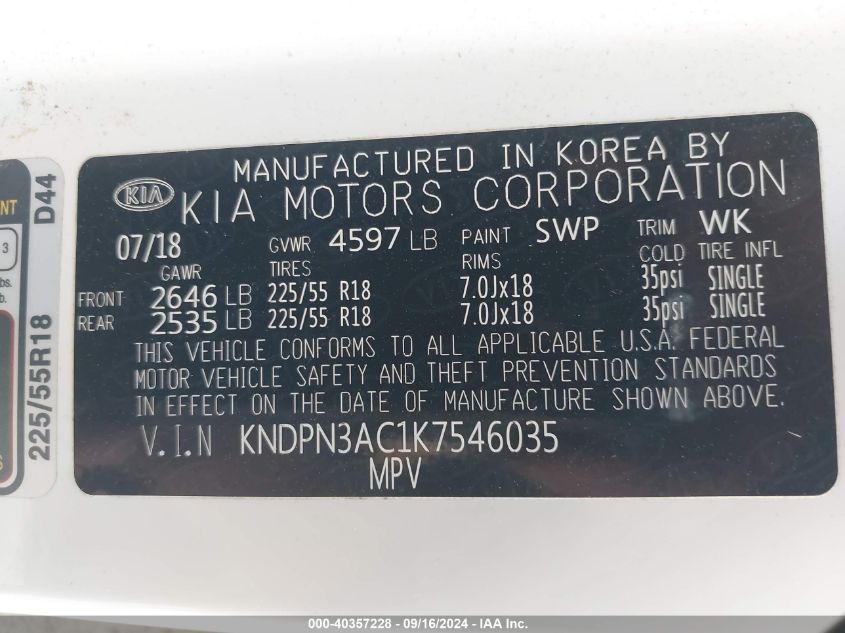 MANUFACTURED IN KOREA BY
KIA KIA MOTORS CORPORATION
07/18 GVWR 4597 LB PAINT SWP TRIM WK
GAWR TIRES RIMS COLD TIRE INFL
FRONT 2646 LB 225/55 R18 7.0Jx18 35psi SINGLE
REAR 2535 LB 225/55 R18 7.0Jx18 35psi SINGLE
THIS VEHICLE CONFORMS TO ALL APPLICABLE U.S.A. FEDERAL
MOTOR VEHICLE SAFETY AND THEFT PREVENTION STANDARDS
IN EFFECT ON THE DATE OF MANUFACTURE SHOWN ABOVE.
V.I.N KNDPN3AC1K7546035
MPV
225/55R18 D44
3
000-40357228 - 09/16/2024 - IAA Inc.